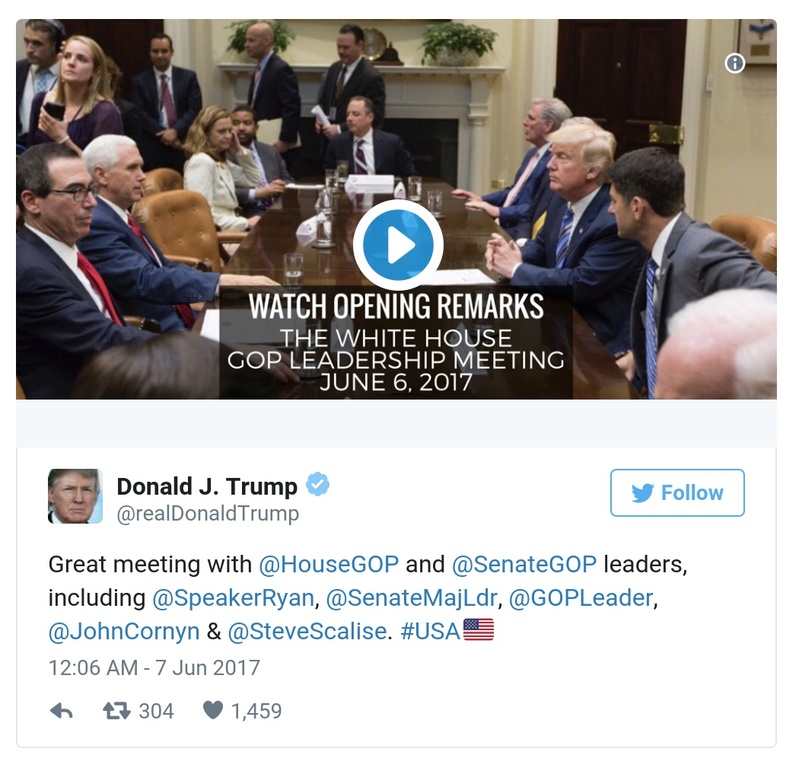 WATCH OPENING REMARKS
THE WHITE HOUSE
GOP LEADERSHIP MEETING
JUNE 6, 2017
Donald J. Trump
@realDonaldTrump
Follow
Great meeting with @HouseGOP and @SenateGOP leaders,
including @SpeakerRyan, @SenateMajLdr, @GOPLeader,
@JohnCornyn & @SteveScalise. #USA🇺🇸
12:06 AM - 7 Jun 2017
304 1,459